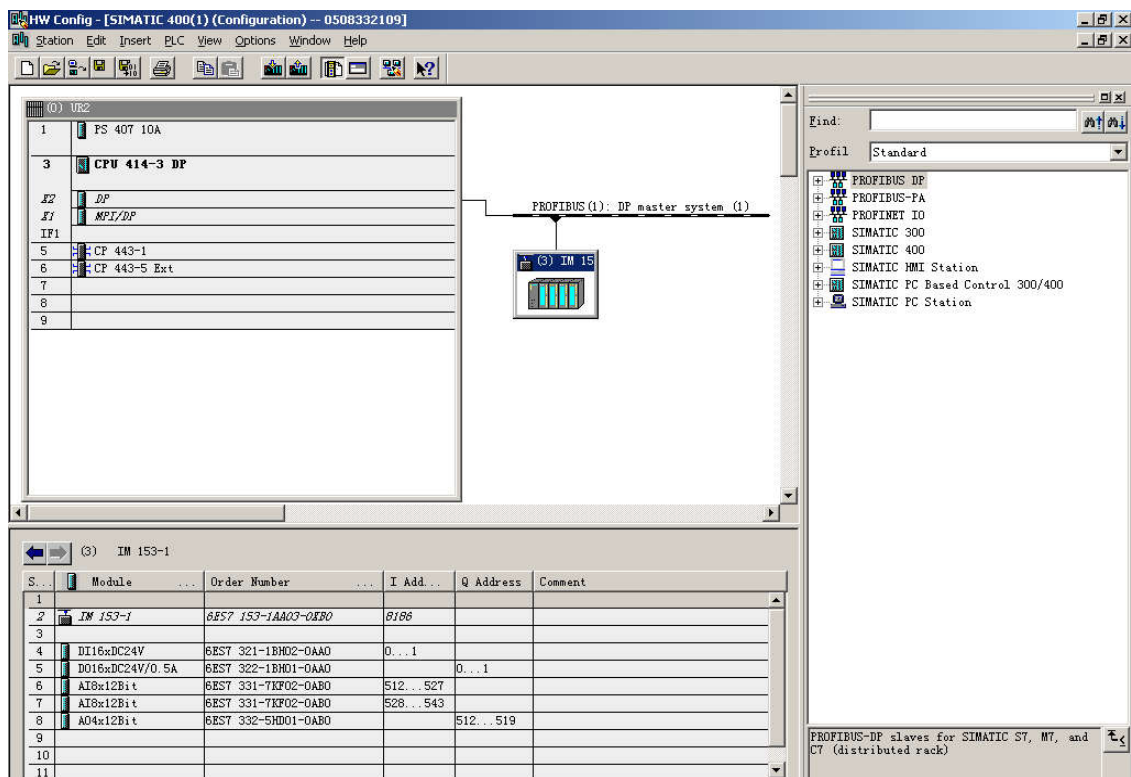 HW Config - [SIMATIC 400(1) (Configuration) -- 0508332109]
Station Edit Insert PLC View Options Window Help
(0) UR2
1 PS 407 10A
3 CPU 414-3 DP
X2 DP
X1 MPI/DP
IF1
5 CP 443-1
6 CP 443-5 Ext
7
8
9
PROFIBUS(1): DP master system (1)
(3) IM 15
Find:
Profil Standard
PROFIBUS DP
PROFIBUS-PA
PROFINET IO
SIMATIC 300
SIMATIC 400
SIMATIC HMI Station
SIMATIC PC Based Control 300/400
SIMATIC PC Station
PROFIBUS-DP slaves for SIMATIC S7, M7, and
C7 (distributed rack)
(3) IM 153-1
S... Module ... Order Number ... I Add... Q Address Comment
1
2 IM 153-1 6ES7 153-1AA03-0XB0 8186
3
4 DI16xDC24V 6ES7 321-1BH02-0AA0 0...1
5 DO16xDC24V/0.5A 6ES7 322-1BH01-0AA0 0...1
6 AI8x12Bit 6ES7 331-7KF02-0AB0 512...527
7 AI8x12Bit 6ES7 331-7KF02-0AB0 528...543
8 AO4x12Bit 6ES7 332-5HD01-0AB0 512...519
9
10
11